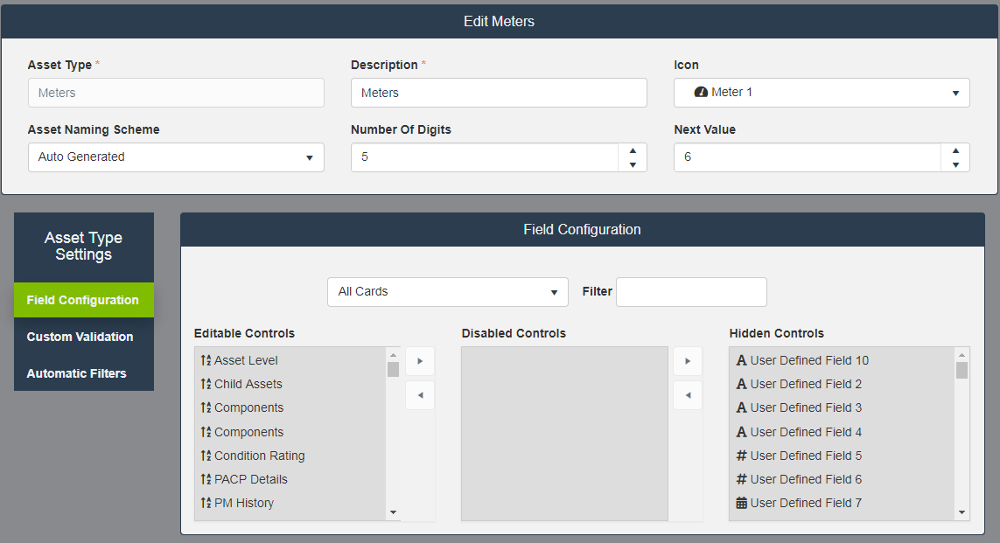 Edit Meters
Asset Type *
Description *
Icon
Meters
Meters
Meter 1
Asset Naming Scheme
Number Of Digits
Next Value
Auto Generated
5
6
Asset Type
Settings
Field Configuration
Custom Validation
Automatic Filters
Field Configuration
All Cards
Filter
Editable Controls
Asset Level
Child Assets
Components
Components
Condition Rating
PACP Details
PM History
Disabled Controls
Hidden Controls
User Defined Field 10
User Defined Field 2
User Defined Field 3
User Defined Field 4
User Defined Field 5
User Defined Field 6
User Defined Field 7